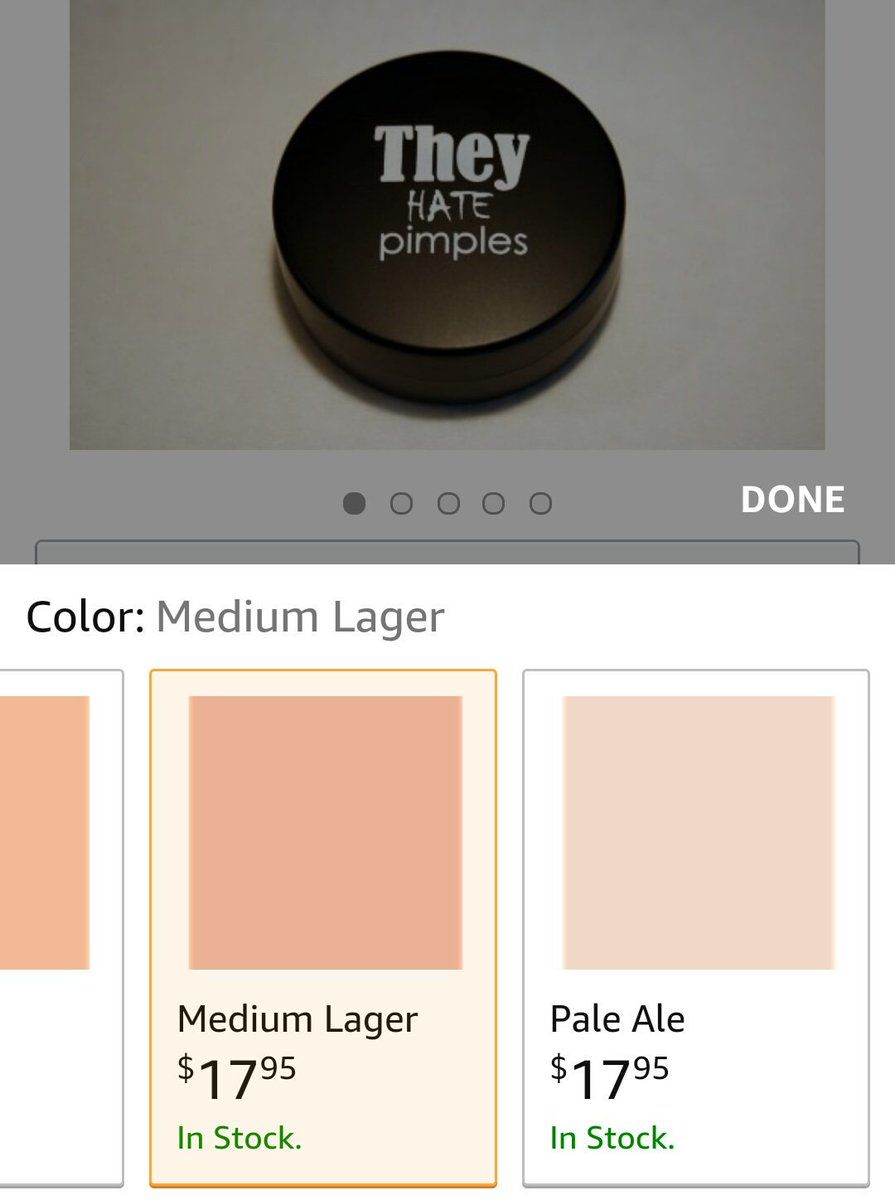 They
HATE
pimples
DONE
Color: Medium Lager
Medium Lager
$17 95
In Stock.
Pale Ale
$17 95
In Stock.